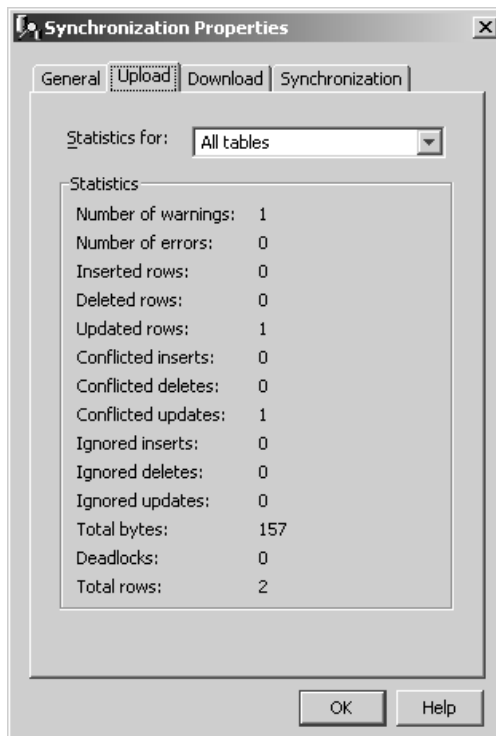 Synchronization Properties
General Upload Download Synchronization
Statistics for: All tables
Statistics
Number of warnings: 1
Number of errors: 0
Inserted rows: 0
Deleted rows: 0
Updated rows: 1
Conflicted inserts: 0
Conflicted deletes: 0
Conflicted updates: 1
Ignored inserts: 0
Ignored deletes: 0
Ignored updates: 0
Total bytes: 157
Deadlocks: 0
Total rows: 2
OK Help